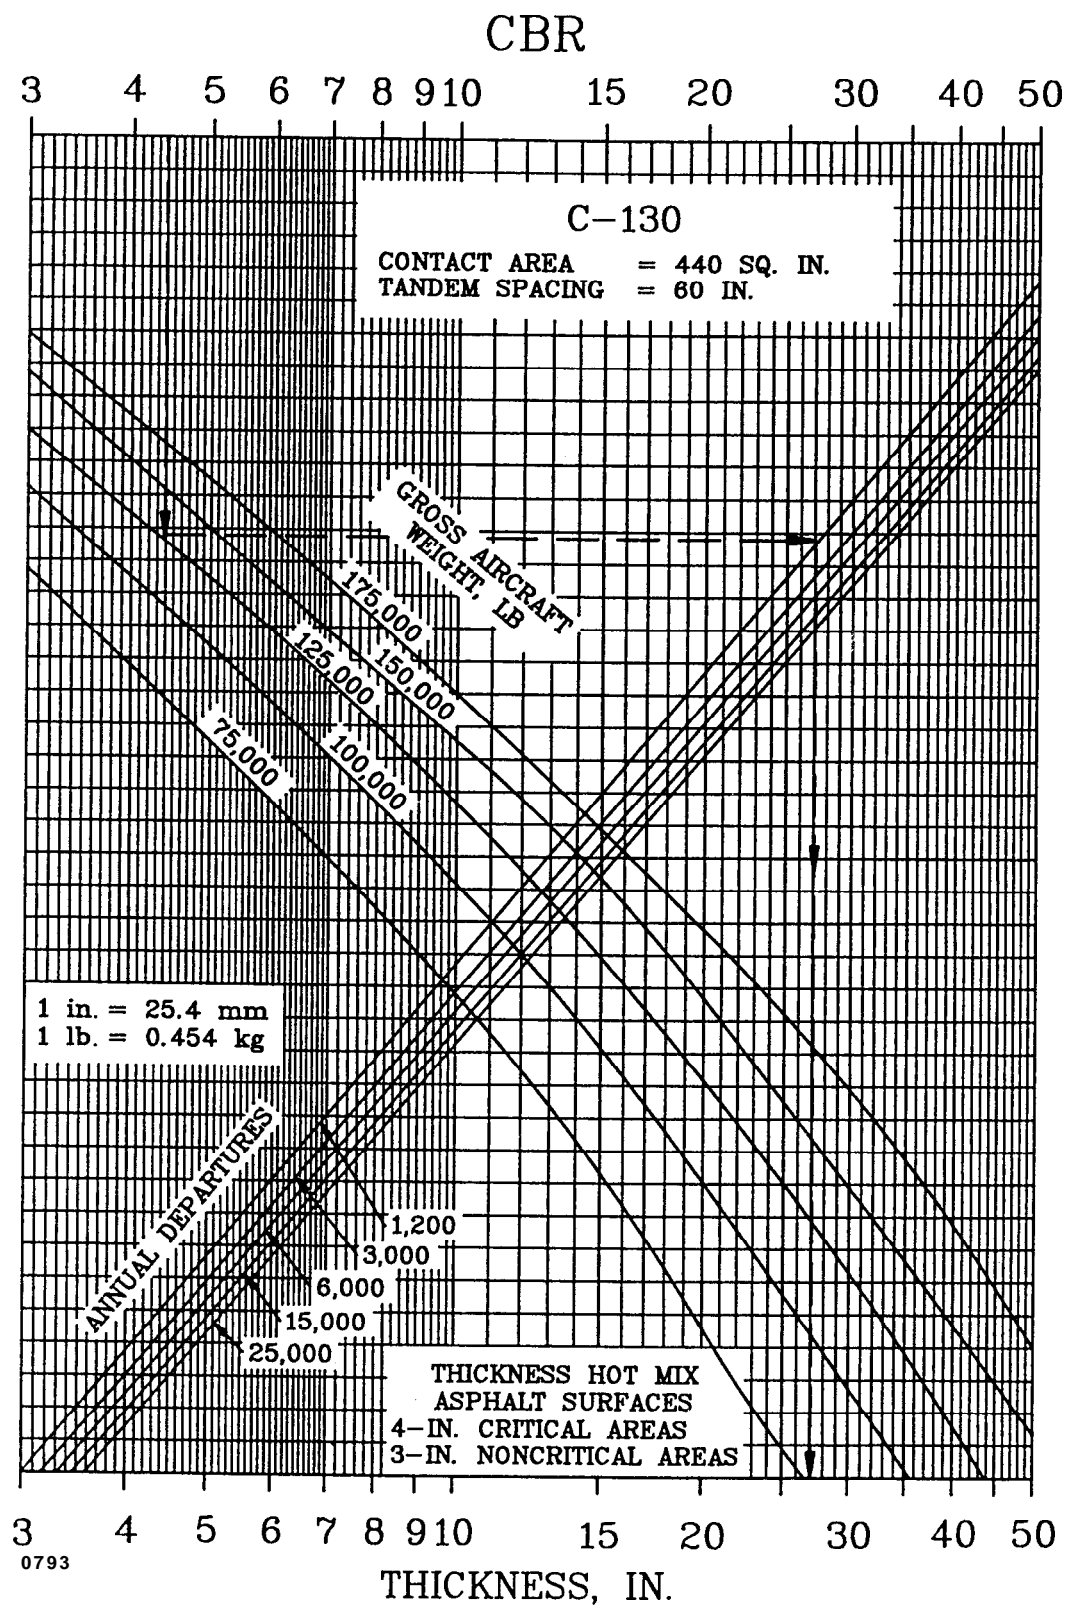 CBR
3 4 5 6 7 8 9 10 15 20 30 40 50
C-130
CONTACT AREA = 440 SQ. IN.
TANDEM SPACING = 60 IN.
GROSS AIRCRAFT
WEIGHT, LB
175,000
150,000
125,000
100,000
75,000
1 in. = 25.4 mm
1 lb. = 0.454 kg
ANNUAL DEPARTURES
1,200
3,000
6,000
15,000
25,000
THICKNESS HOT MIX
ASPHALT SURFACES
4-IN. CRITICAL AREAS
3-IN. NONCRITICAL AREAS
3 4 5 6 7 8 9 10 15 20 30 40 50
0793
THICKNESS, IN.